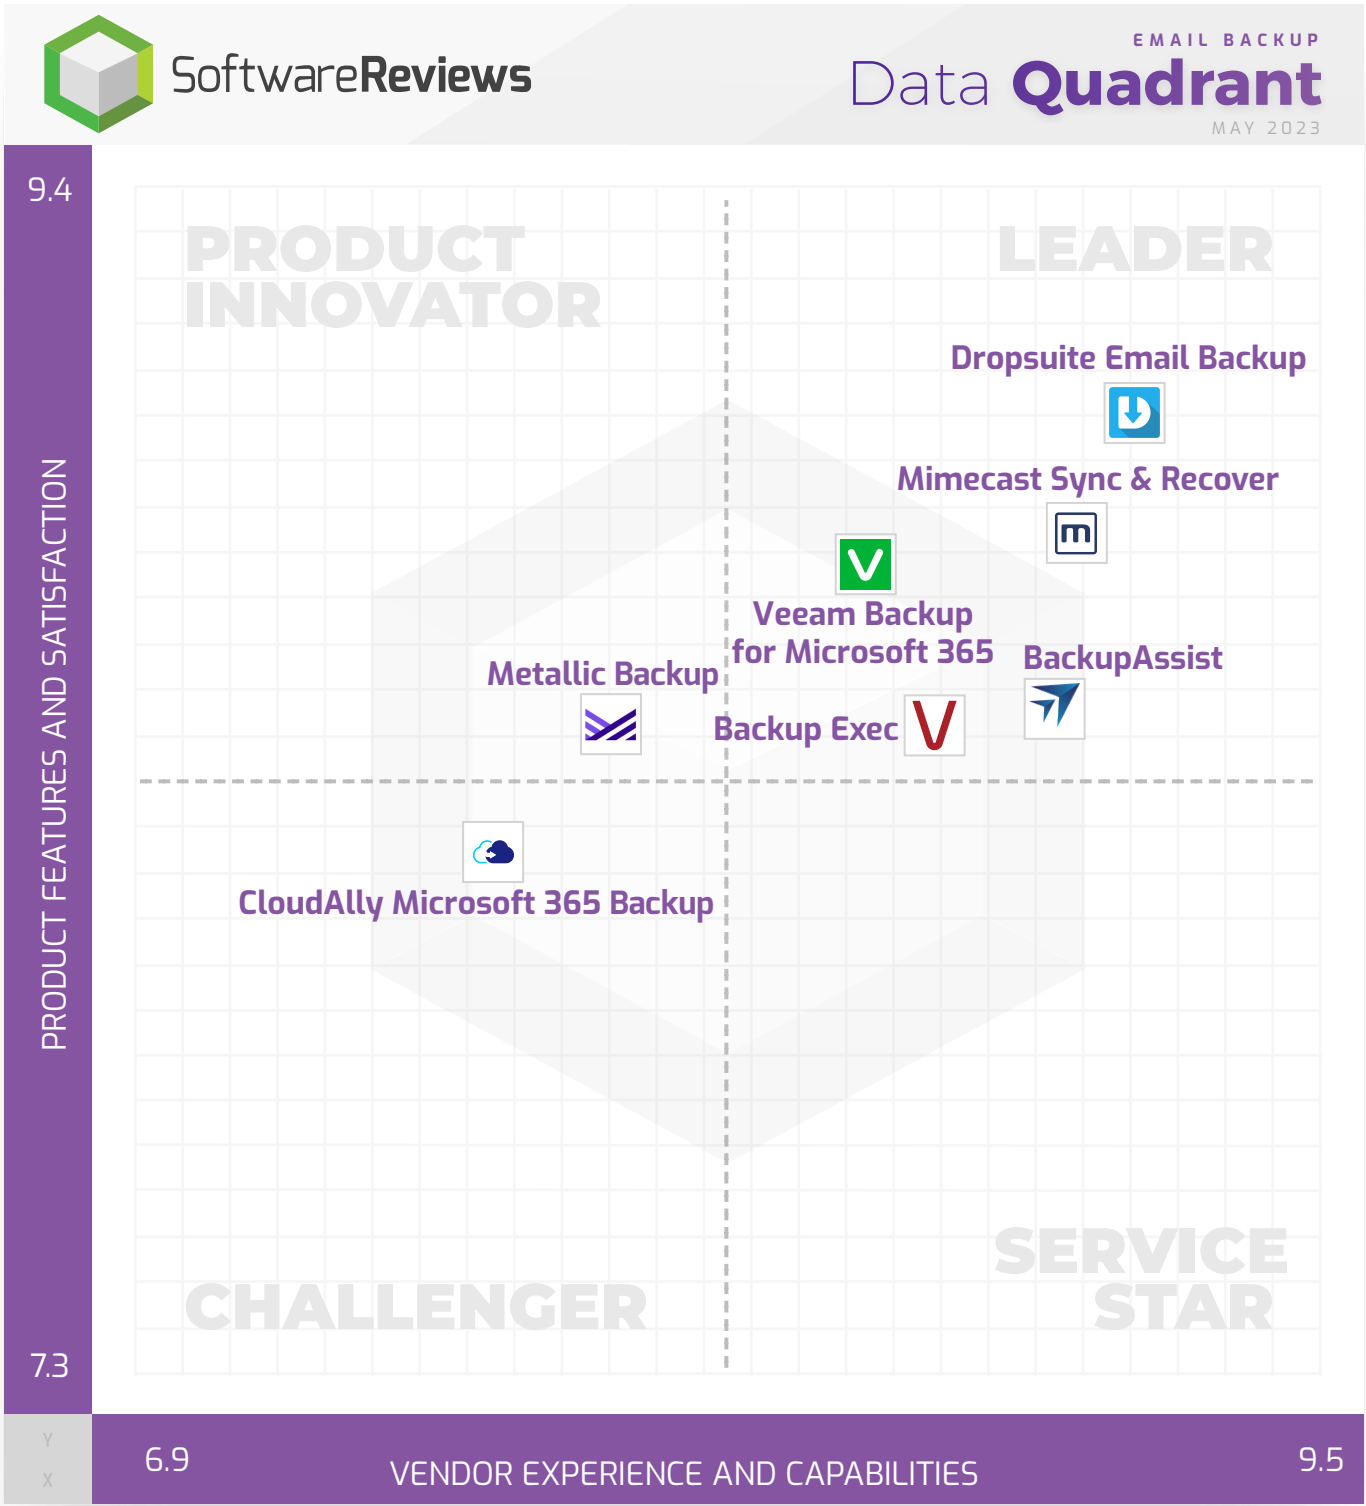 SoftwareReviews
EMAIL BACKUP
Data Quadrant
MAY 2023
9.4
PRODUCT FEATURES AND SATISFACTION
7.3
PRODUCT
INNOVATOR
LEADER
Dropsuite Email Backup
Mimecast Sync & Recover
m
Veeam Backup
for Microsoft 365
BackupAssist
Metallic Backup
Backup Exec
CloudAlly Microsoft 365 Backup
CHALLENGER
SERVICE
STAR
Y
X
6.9
VENDOR EXPERIENCE AND CAPABILITIES
9.5